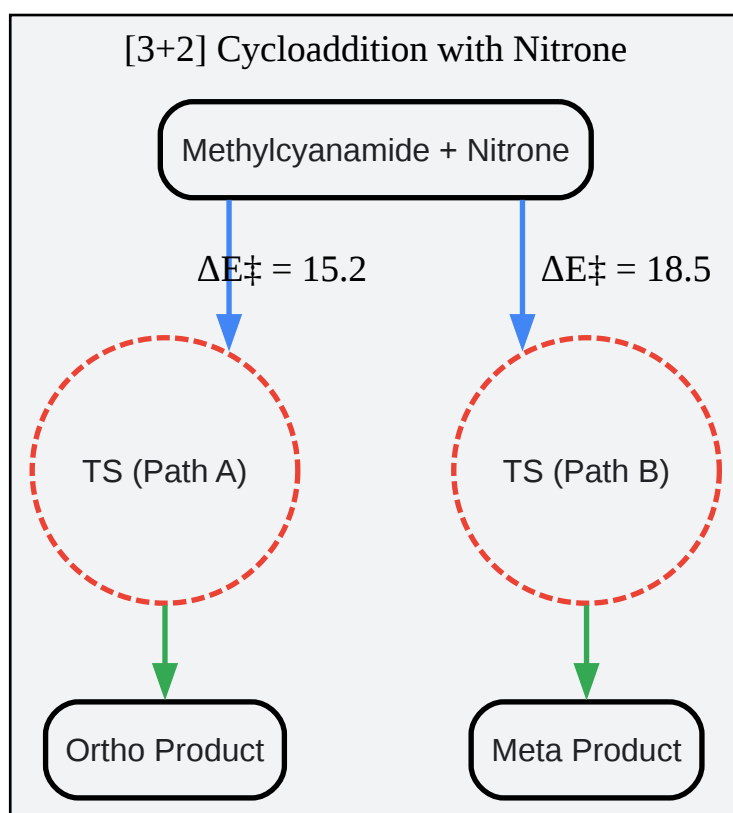 [3+2] Cycloaddition with Nitrone
Methylcyanamide + Nitrone
ΔE‡ = 15.2
ΔE‡ = 18.5
TS (Path A)
TS (Path B)
Ortho Product
Meta Product